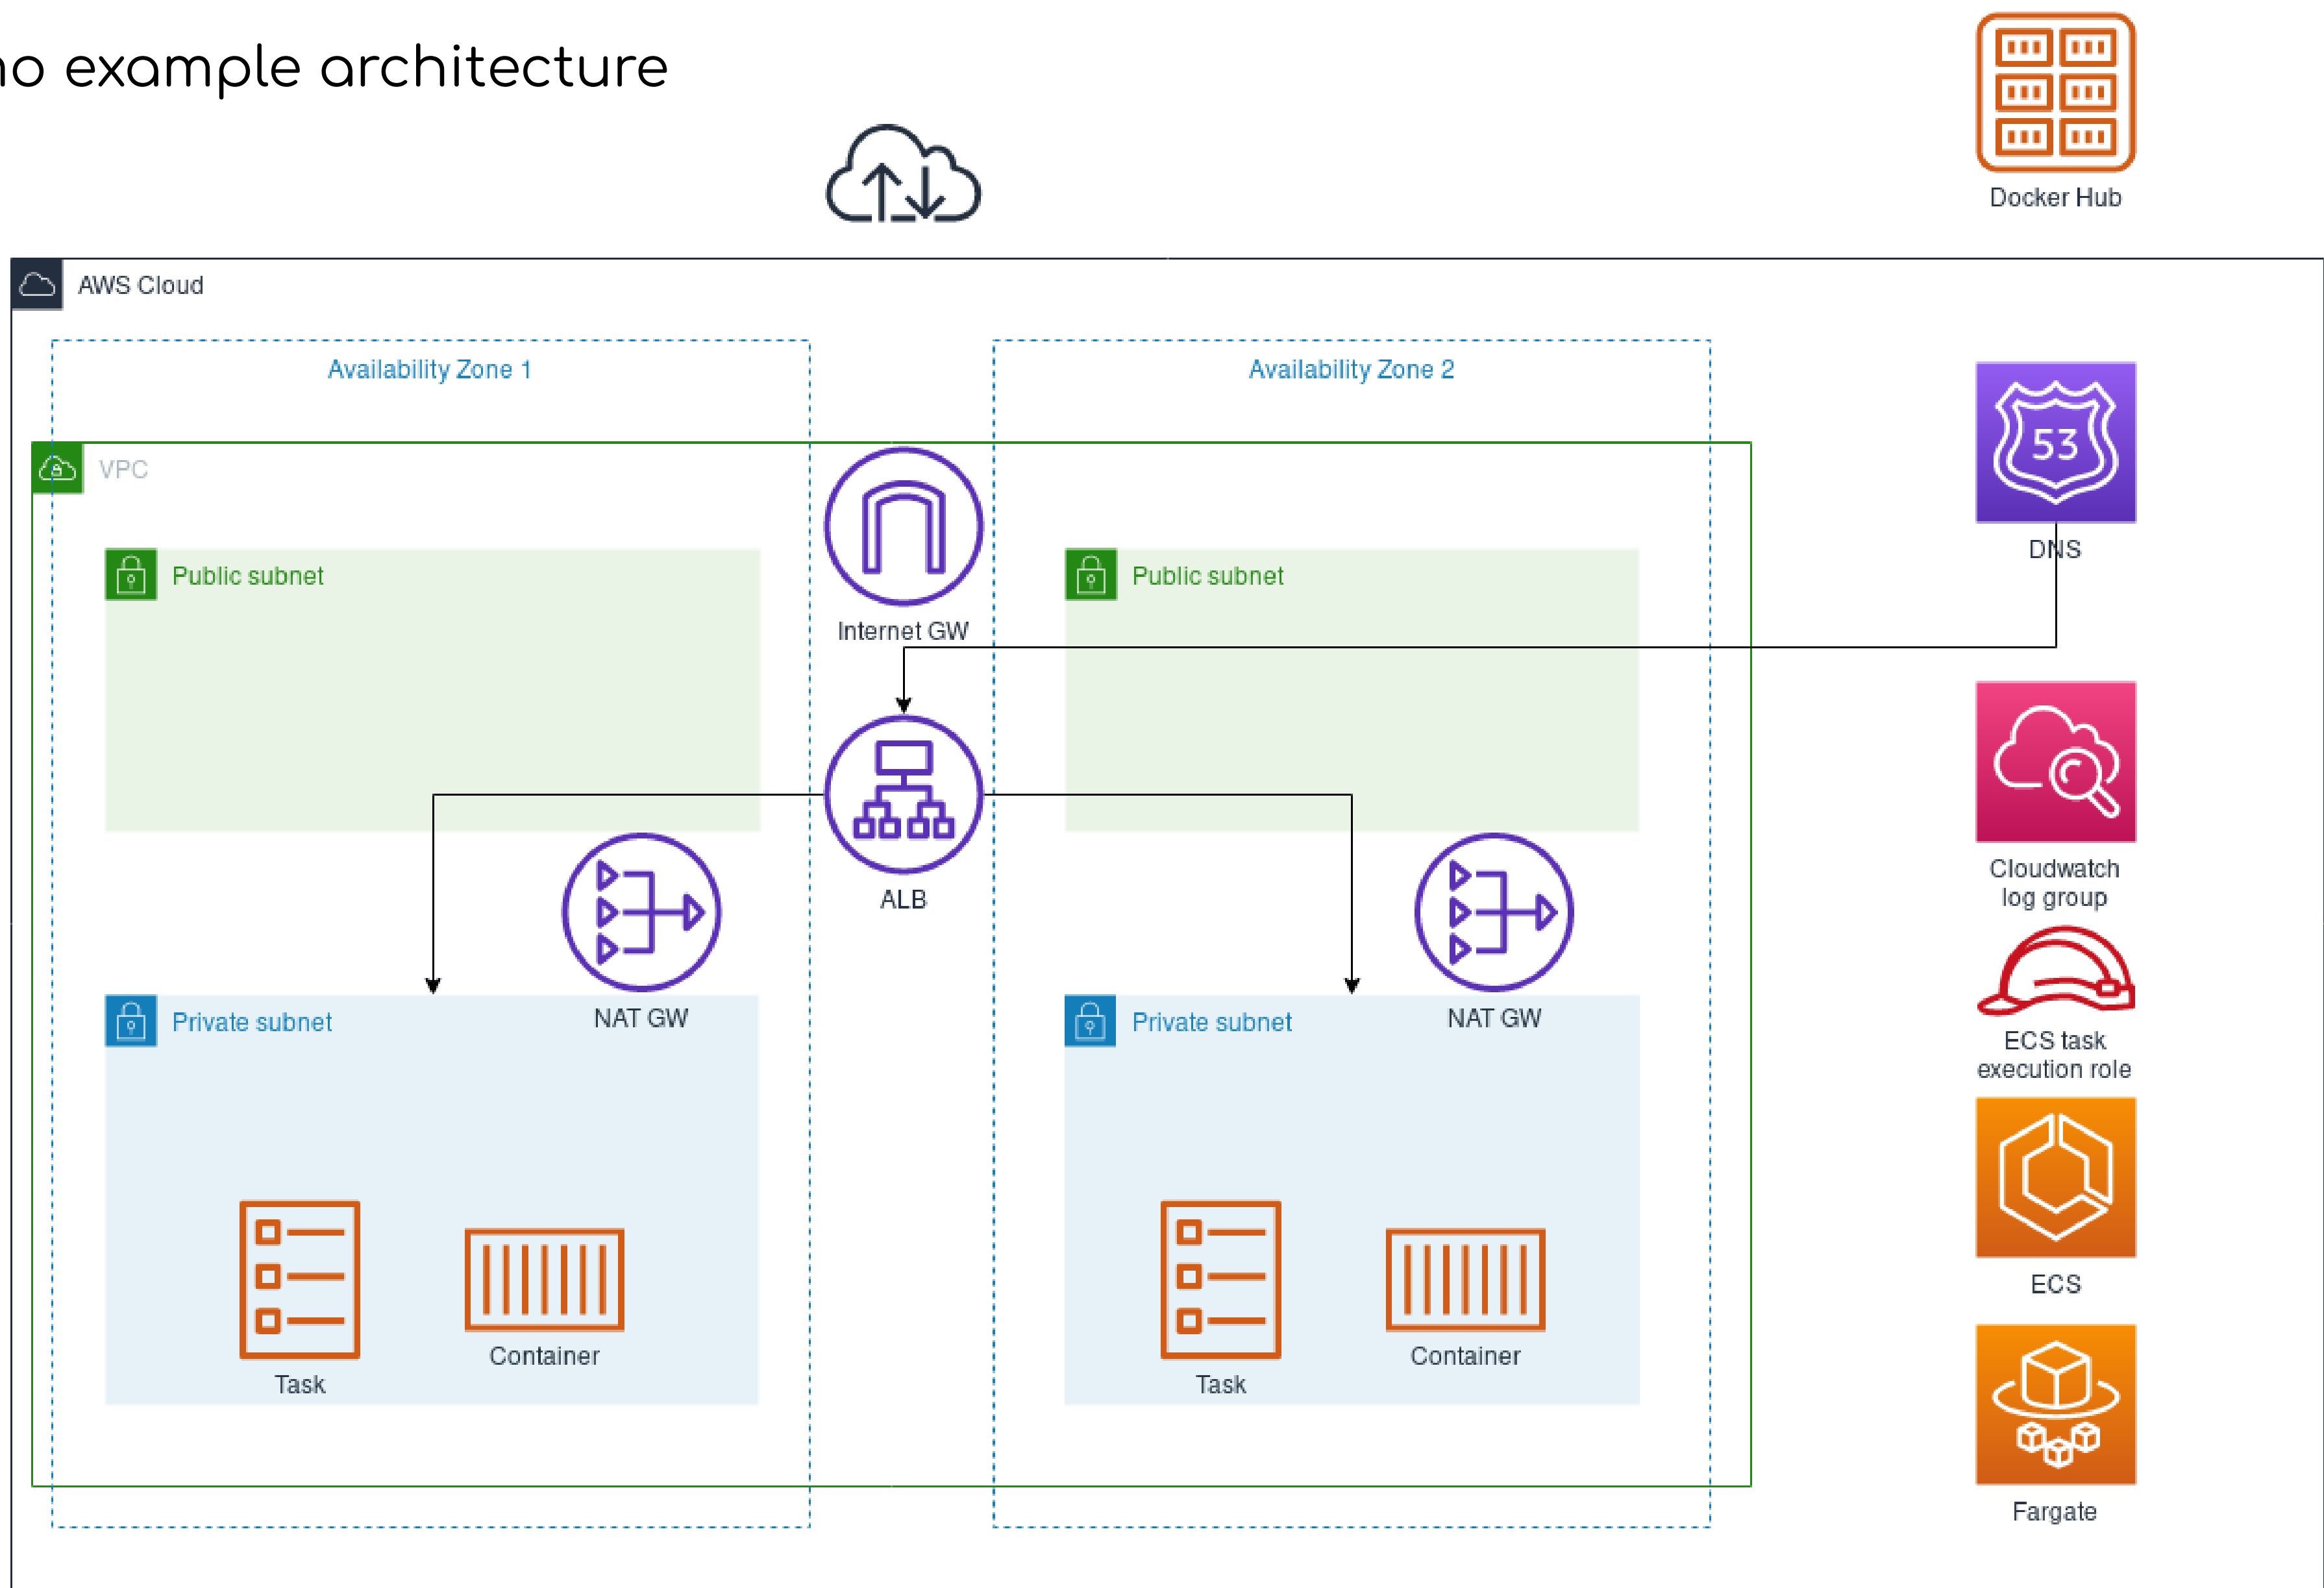 example architecture
Docker Hub
AWS Cloud
Availability Zone 1
Availability Zone 2
VPC
53
Public subnet
Public subnet
DNS
Internet GW
Cloudwatch
log group
ALB
NAT GW
NAT GW
Private subnet
Private subnet
ECS task
execution role
ECS
Container
Container
Task
Task
Fargate